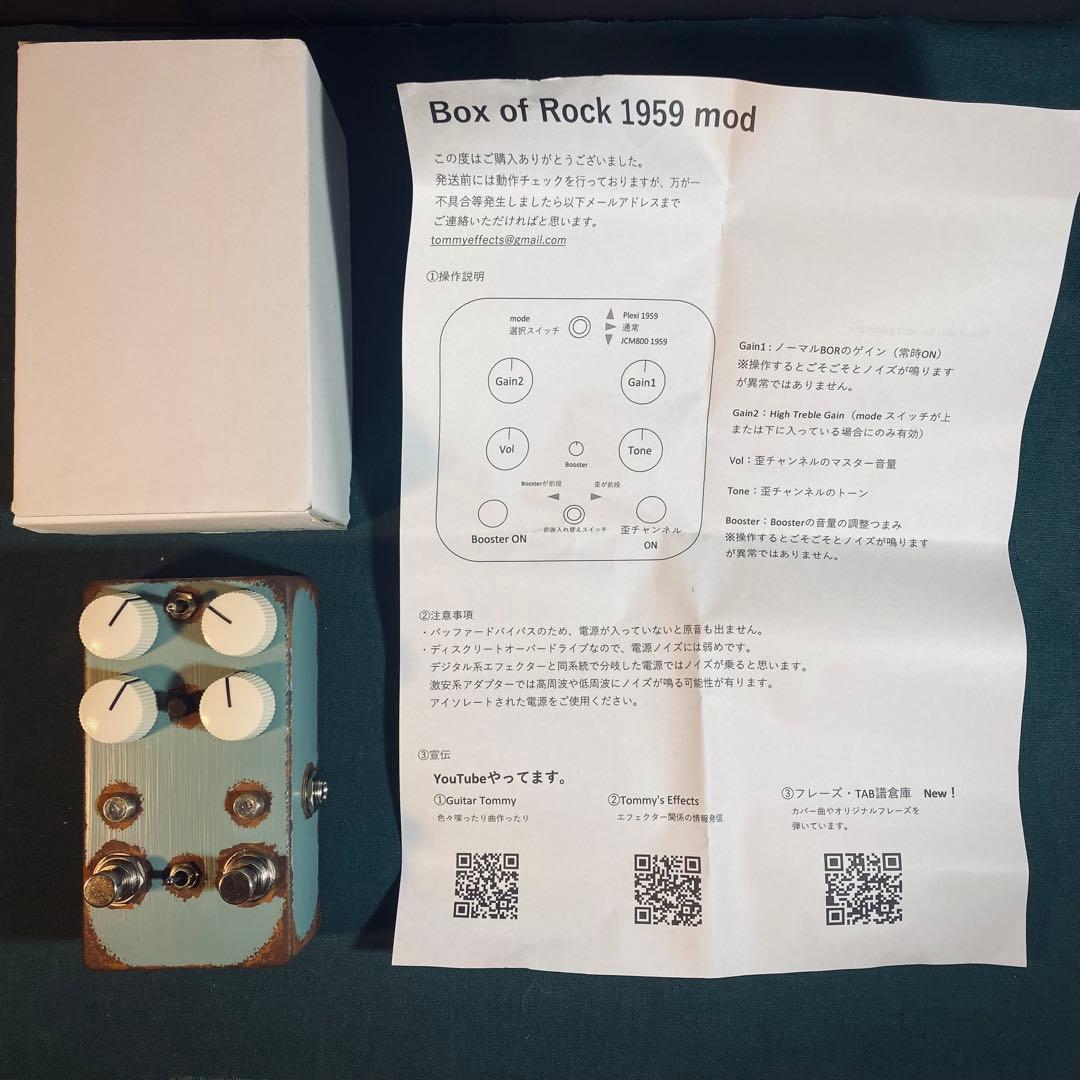 Box of Rock 1959 mod
この度はご購入ありがとうございました。
発送前には動作チェックを行っておりますが、万が一
不具合等発生しましたら以下メールアドレスまで
ご連絡いただければと思います。
tommyeffects@gmail.com
①操作説明
mode
選択スイッチ
Plexi 1959
通常
JCM800 1959
Gain2
Gain1
Vol
Booster
Tone
Boosterが前段
歪が前段
前後入れ替えスイッチ
Booster ON
歪チャンネル
ON
Gain1：ノーマルBORのゲイン（常時ON）
※操作するとごそごそとノイズが鳴ります
が異常ではありません。
Gain2：High Treble Gain（mode スイッチが上
または下に入っている場合にのみ有効）
Vol：歪チャンネルのマスター音量
Tone：歪チャンネルのトーン
Booster：Boosterの音量の調整つまみ
※操作するとごそごそとノイズが鳴ります
が異常ではありません。
②注意事項
・バッファードバイパスのため、電源が入っていないと原音も出ません。
・ディスクリートオーバードライブなので、電源ノイズには弱めです。
デジタル系エフェクターと同系統で分岐した電源ではノイズが乗ると思います。
激安系アダプターでは高周波や低周波にノイズが鳴る可能性が有ります。
アイソレートされた電源をご使用ください。
③宣伝
YouTubeやってます。
①Guitar Tommy
色々喋ったり曲作ったり
②Tommy's Effects
エフェクター関係の情報発信
③フレーズ・TAB譜倉庫 New！
カバー曲やオリジナルフレーズを
弾いています。